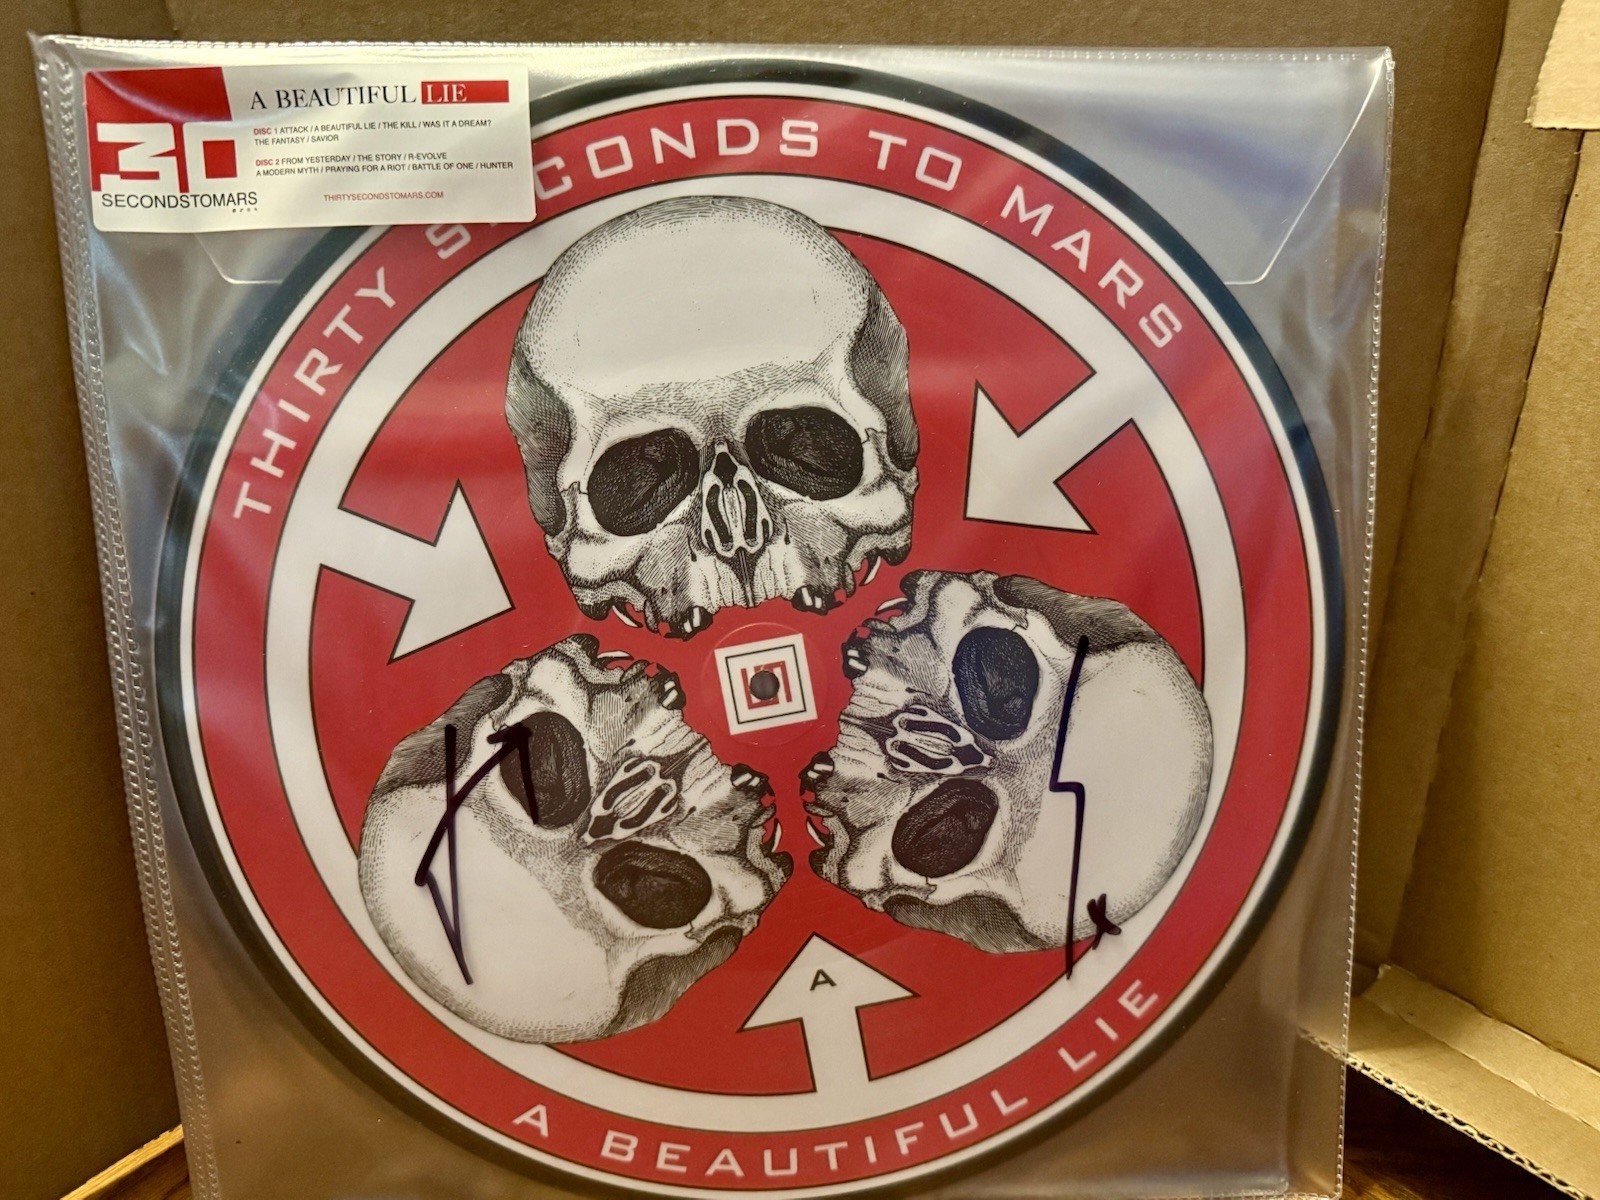 A BEAUTIFUL LIE
30
SECONDSTOMARS
DISC 1 ATTACK / A BEAUTIFUL LIE / THE KILL / WAS IT A DREAM?
THE FANTASY / SAVIOR
DISC 2 FROM YESTERDAY / THE STORY / R-EVOLVE
A MODERN MYTH / PRAYING FOR A RIOT / BATTLE OF ONE / HUNTER
THIRTYSECONDSTOMARS.COM
THIRTY S CONDS TO MARS
A
A BEAUTIFUL LIE